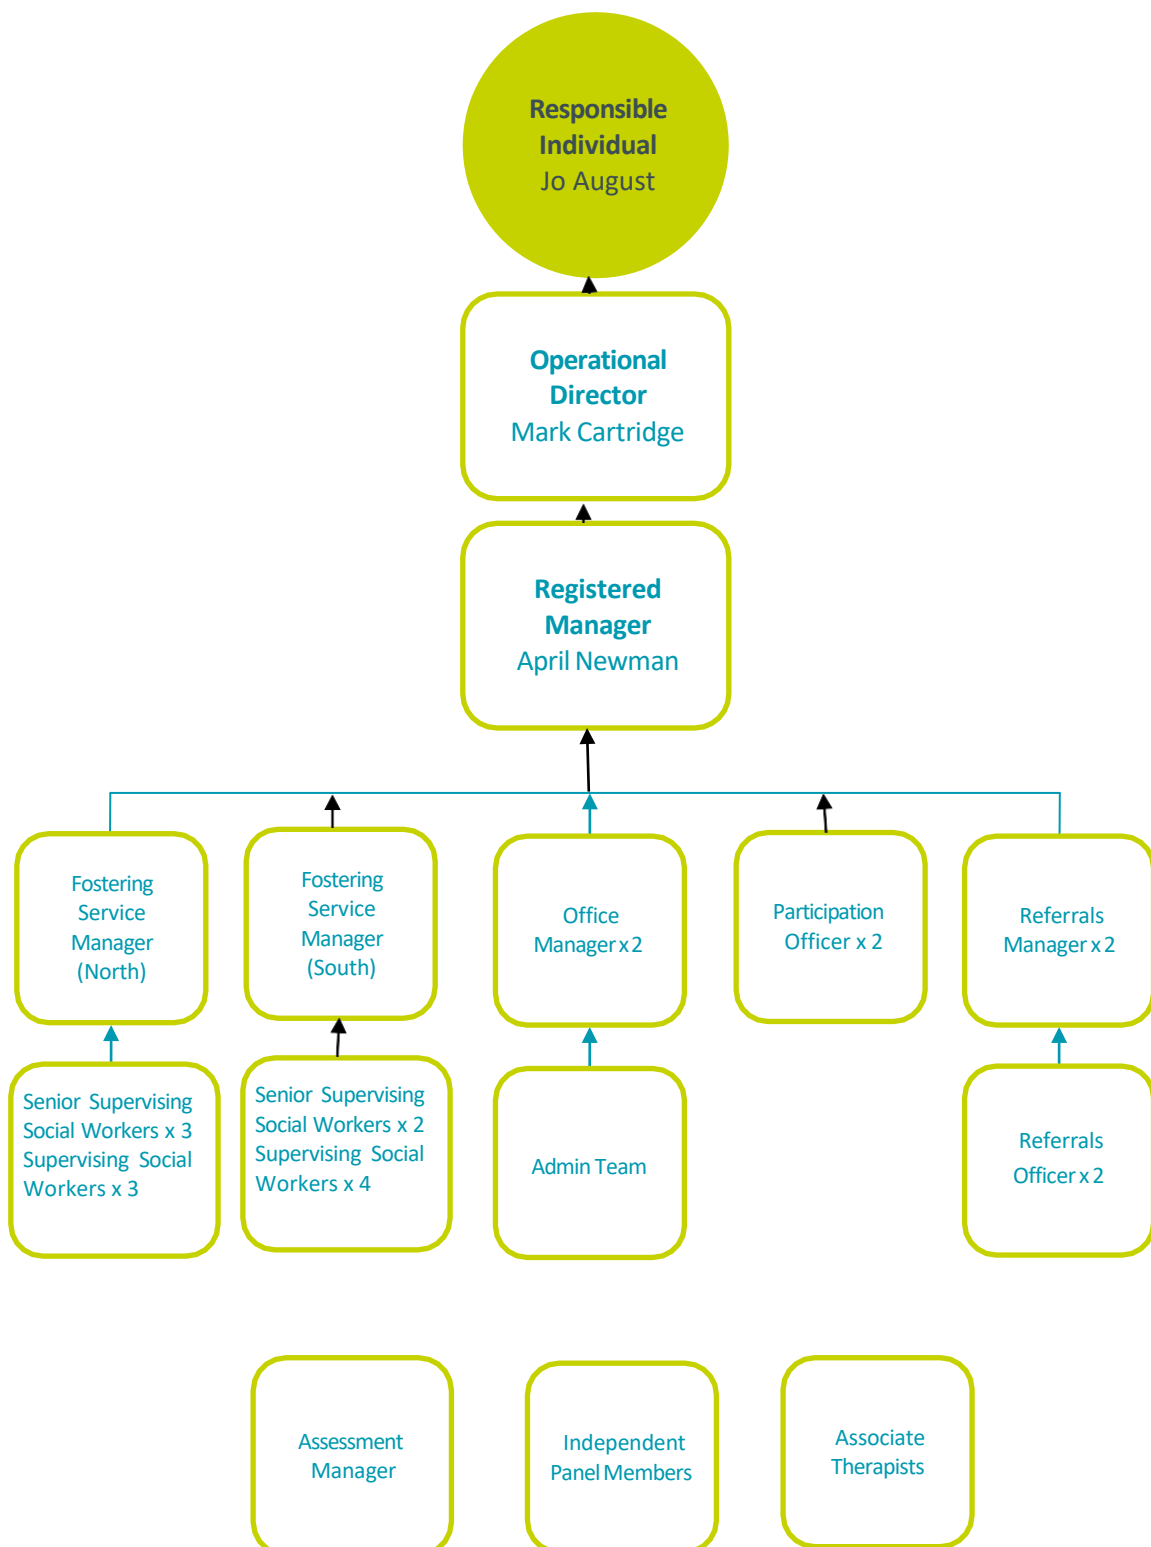 Responsible
Individual
Jo August
Operational
Director
Mark Cartridge
Registered
Manager
April Newman
Fostering
Service
Manager
(North)
Fostering
Service
Manager
(South)
Office
Manager x 2
Participation
Officer x 2
Referrals
Manager x 2
Senior Supervising
Social Workers x 3
Supervising Social
Workers x 3
Senior Supervising
Social Workers x 2
Supervising Social
Workers x 4
Admin Team
Referrals
Officer x 2
Assessment
Manager
Independent
Panel Members
Associate
Therapists